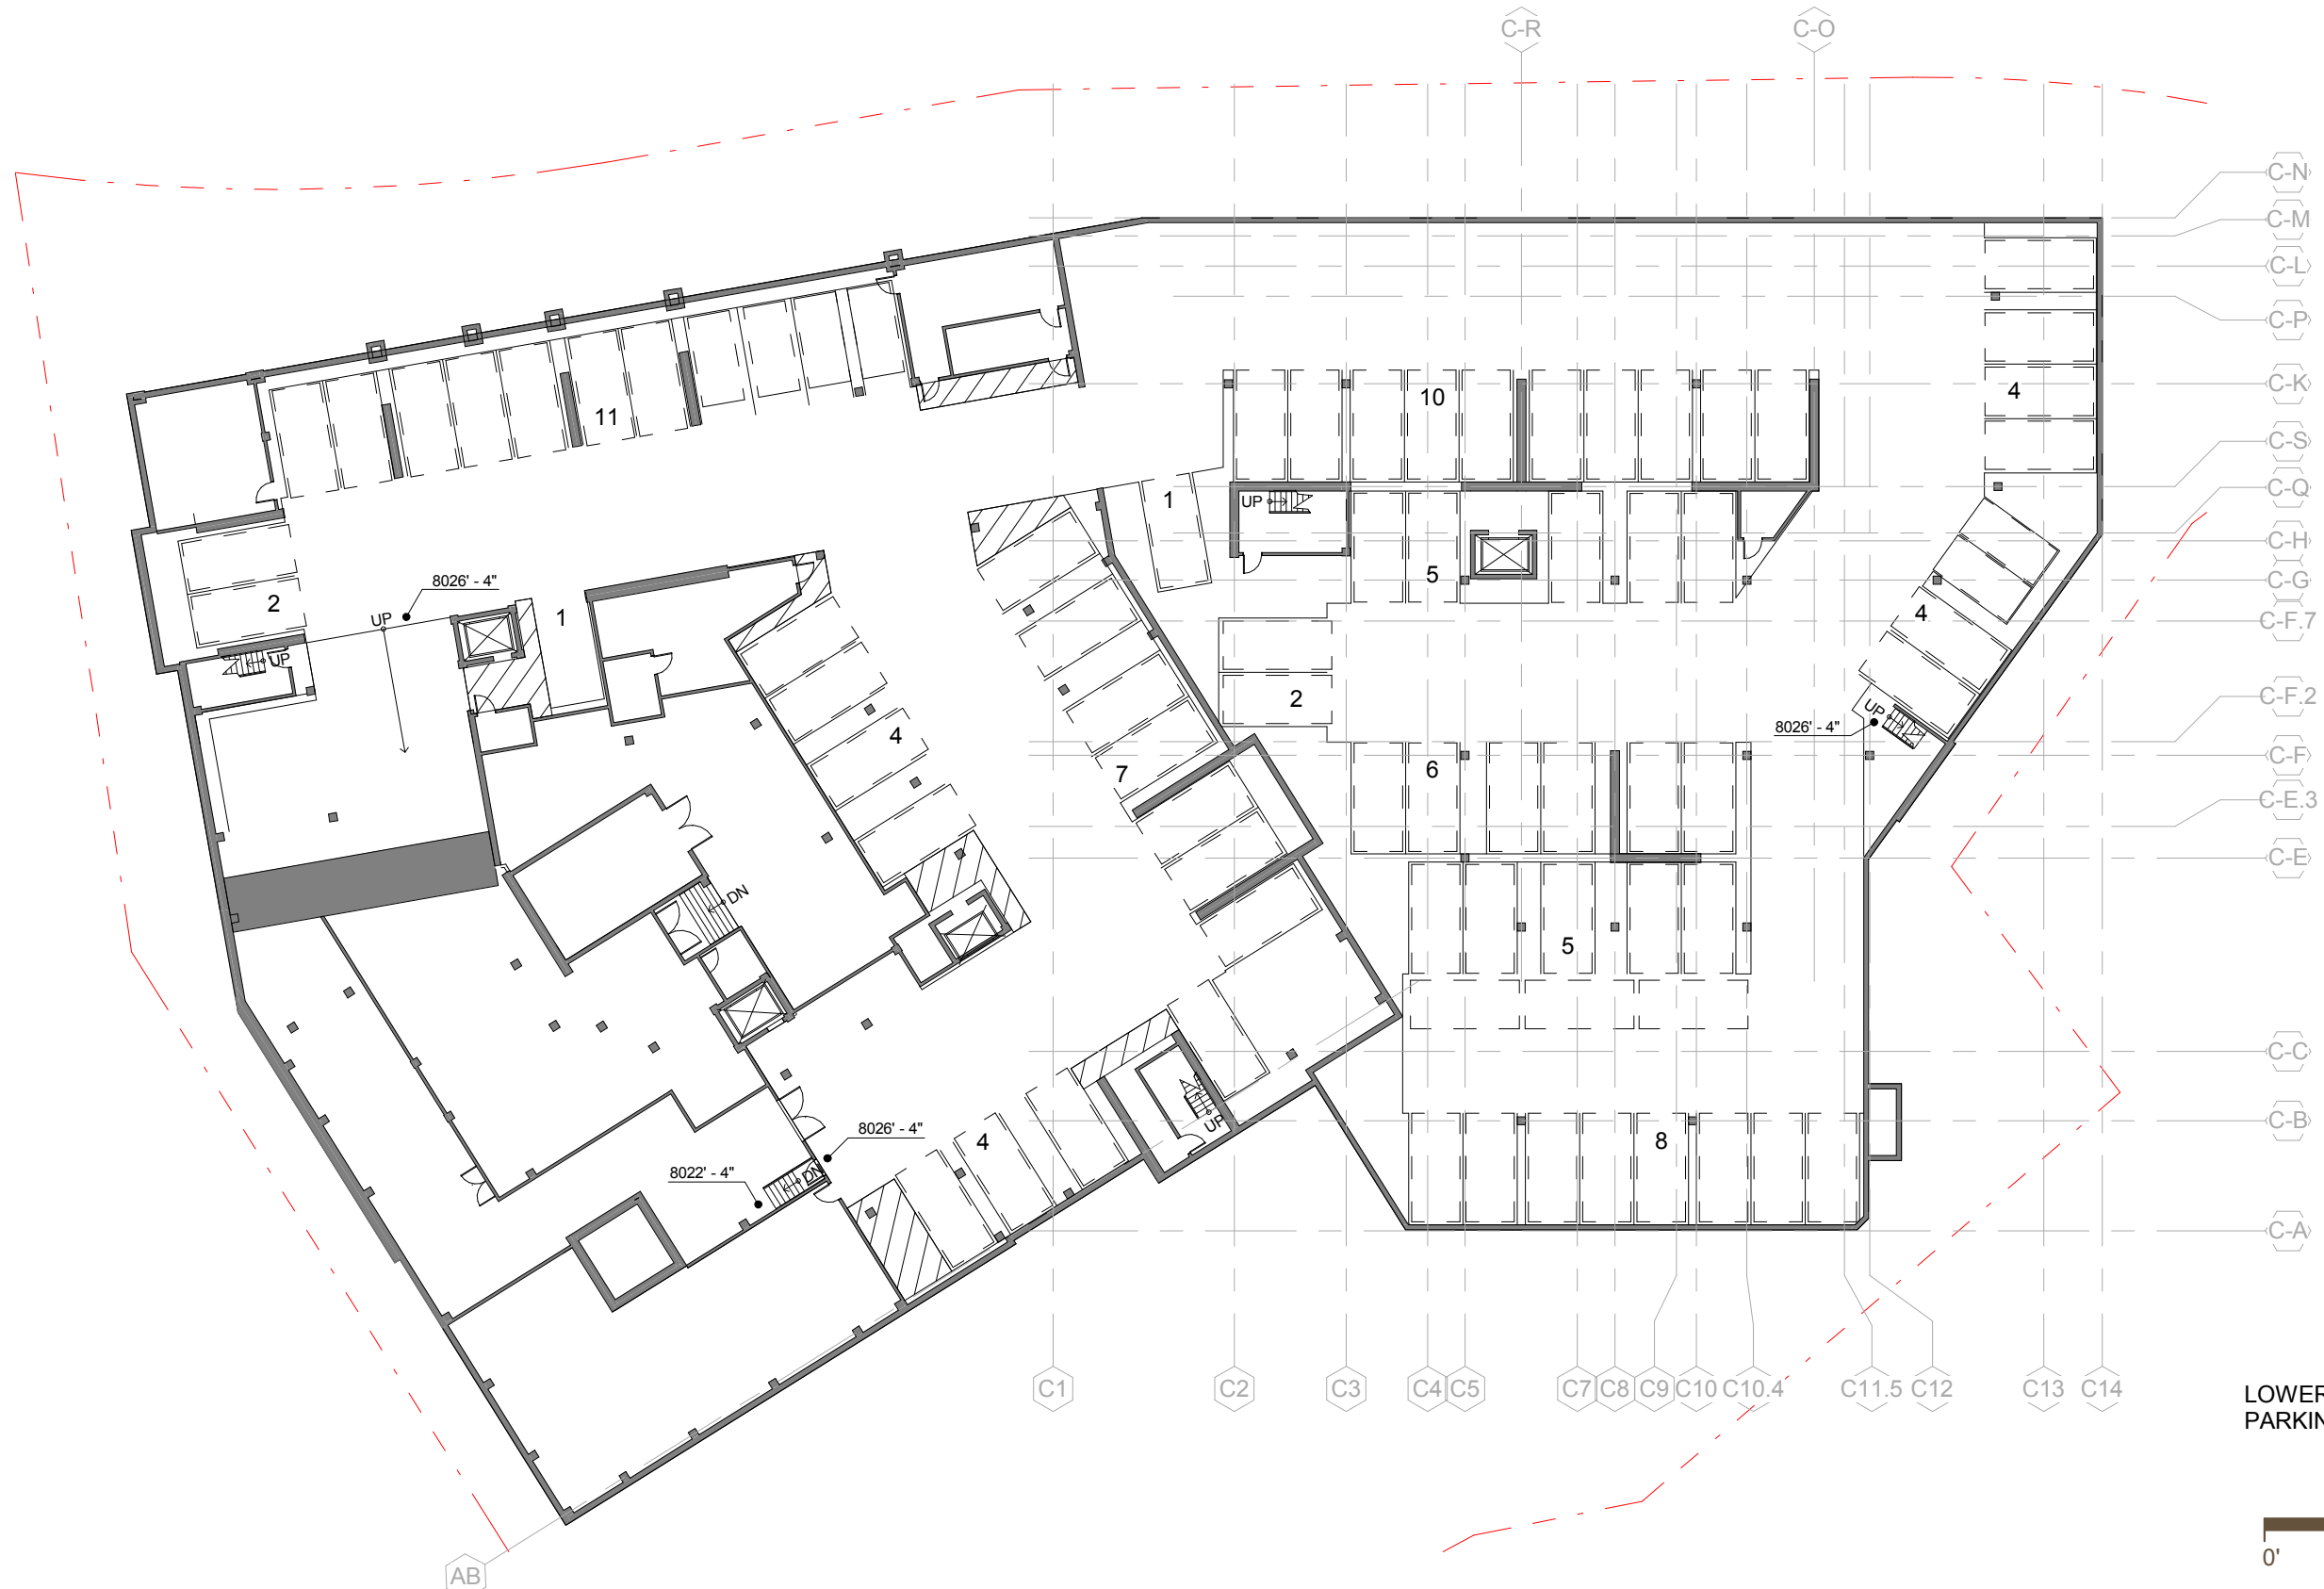 C-R
C-O
C-N
C-M
C-L
C-P
C-K
C-S
C-Q
C-H
C-G
C-F.7
C-F.2
C-F
C-E.3
C-E
C-C
C-B
C-A
11
10
4
1
UP
5
2
8026' - 4"
UP
1
UP
4
2
UP
8026' - 4"
4
7
6
DN
5
4
UP
8026' - 4"
8022' - 4"
DN
8
C1
C2
C3
C4
C5
C7
C8
C9
C10
C10.4
C11.5
C12
C13
C14
LOWER
PARKIN
0'
AB